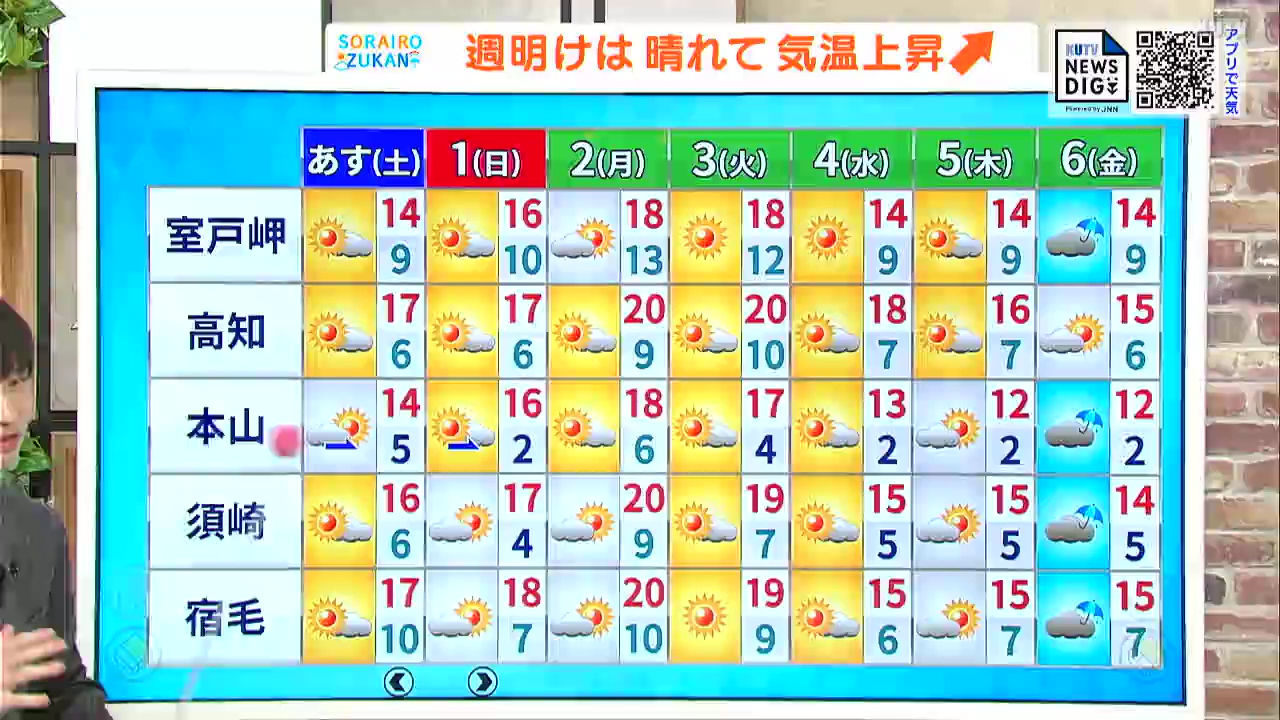 SORAIRO
ZUKAN
週明けは 晴れて 気温上昇
KUTV
NEWS
DIG
Powered by JNN
アプリで天気
あす(土) 1(日) 2(月) 3(火) 4(水) 5(木) 6(金)
室戸岬 14 9 16 10 18 13 18 12 14 9 14 9 14 9
高知 17 6 17 6 20 9 20 10 18 7 16 7 15 6
本山 14 5 16 2 18 6 17 4 13 2 12 2 12 2
須崎 16 6 17 4 20 9 19 7 15 5 15 5 14 5
宿毛 17 10 18 7 20 10 19 9 15 6 15 7 15 7